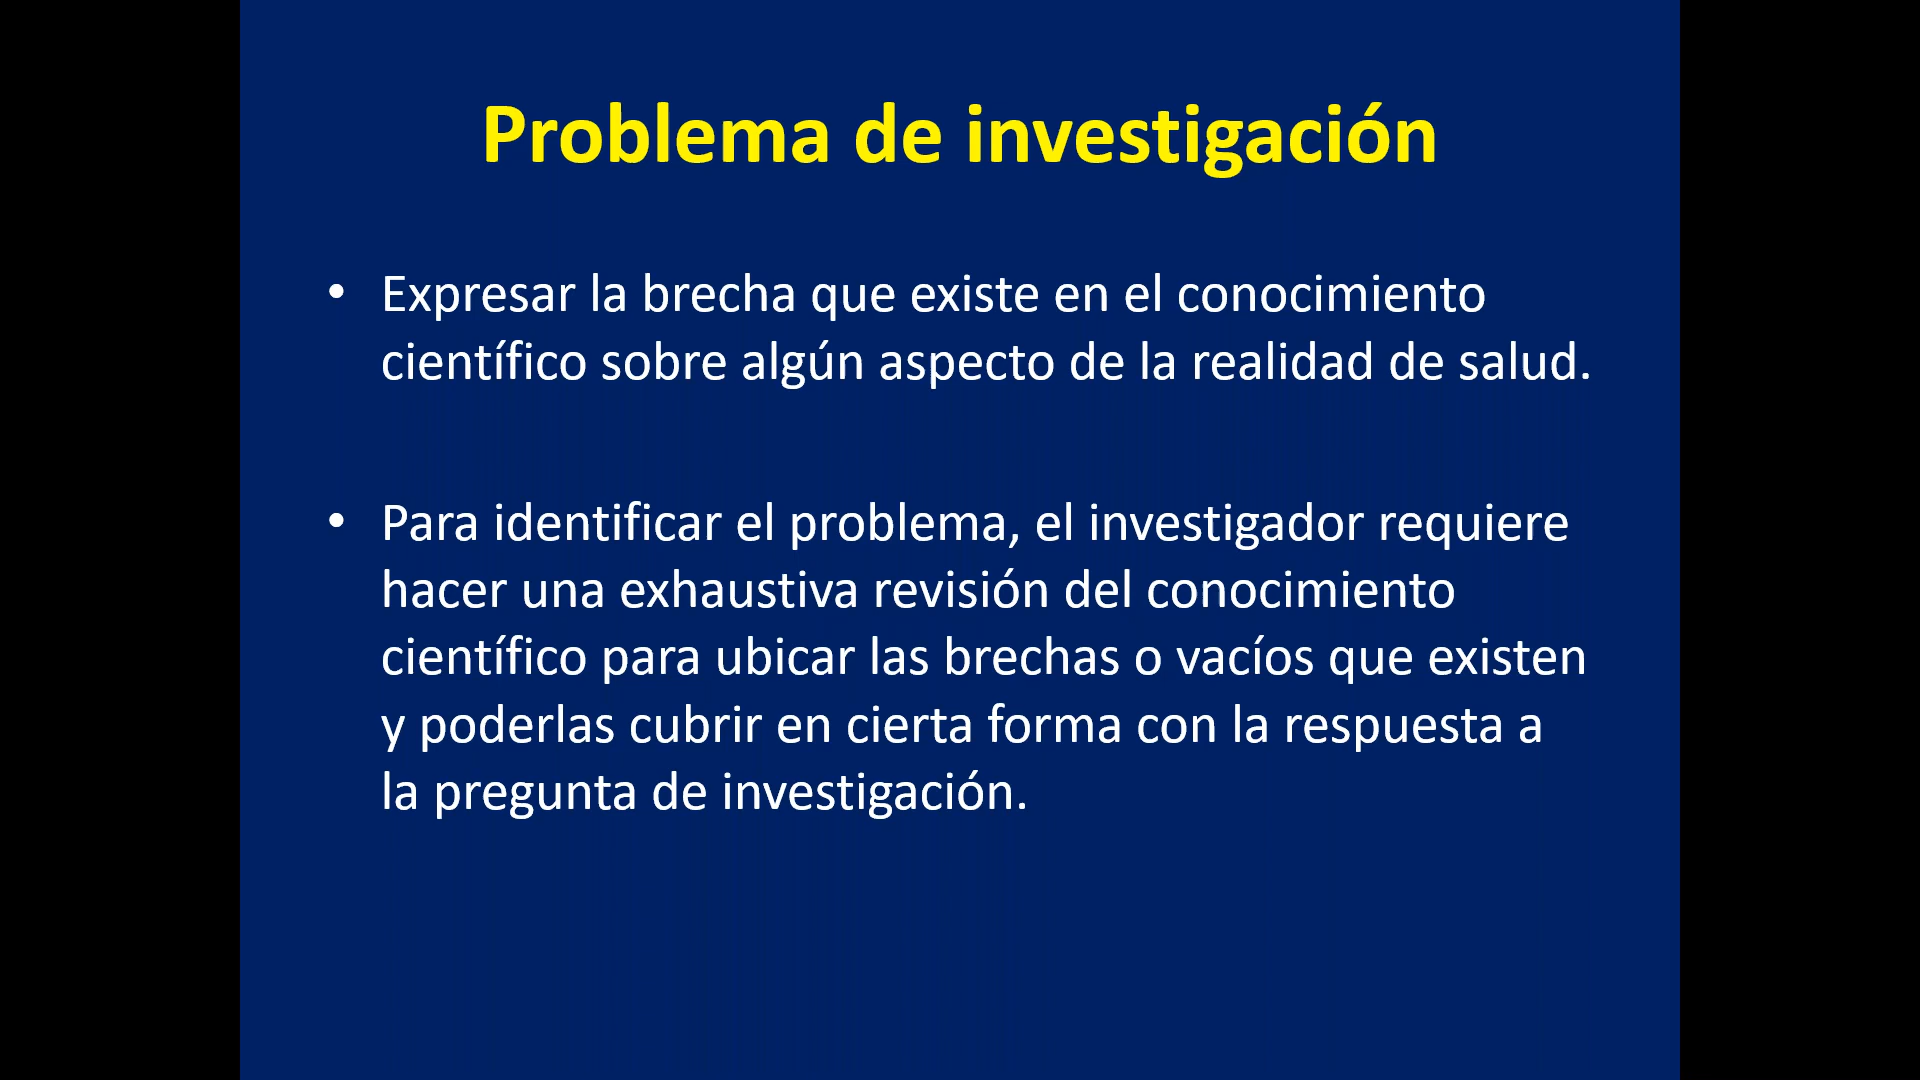 Problema de investigación
• Expresar la brecha que existe en el conocimiento
científico sobre algún aspecto de la realidad de salud.
• Para identificar el problema, el investigador requiere
hacer una exhaustiva revisión del conocimiento
científico para ubicar las brechas o vacíos que existen
y poderlas cubrir en cierta forma con la respuesta a
la pregunta de investigación.